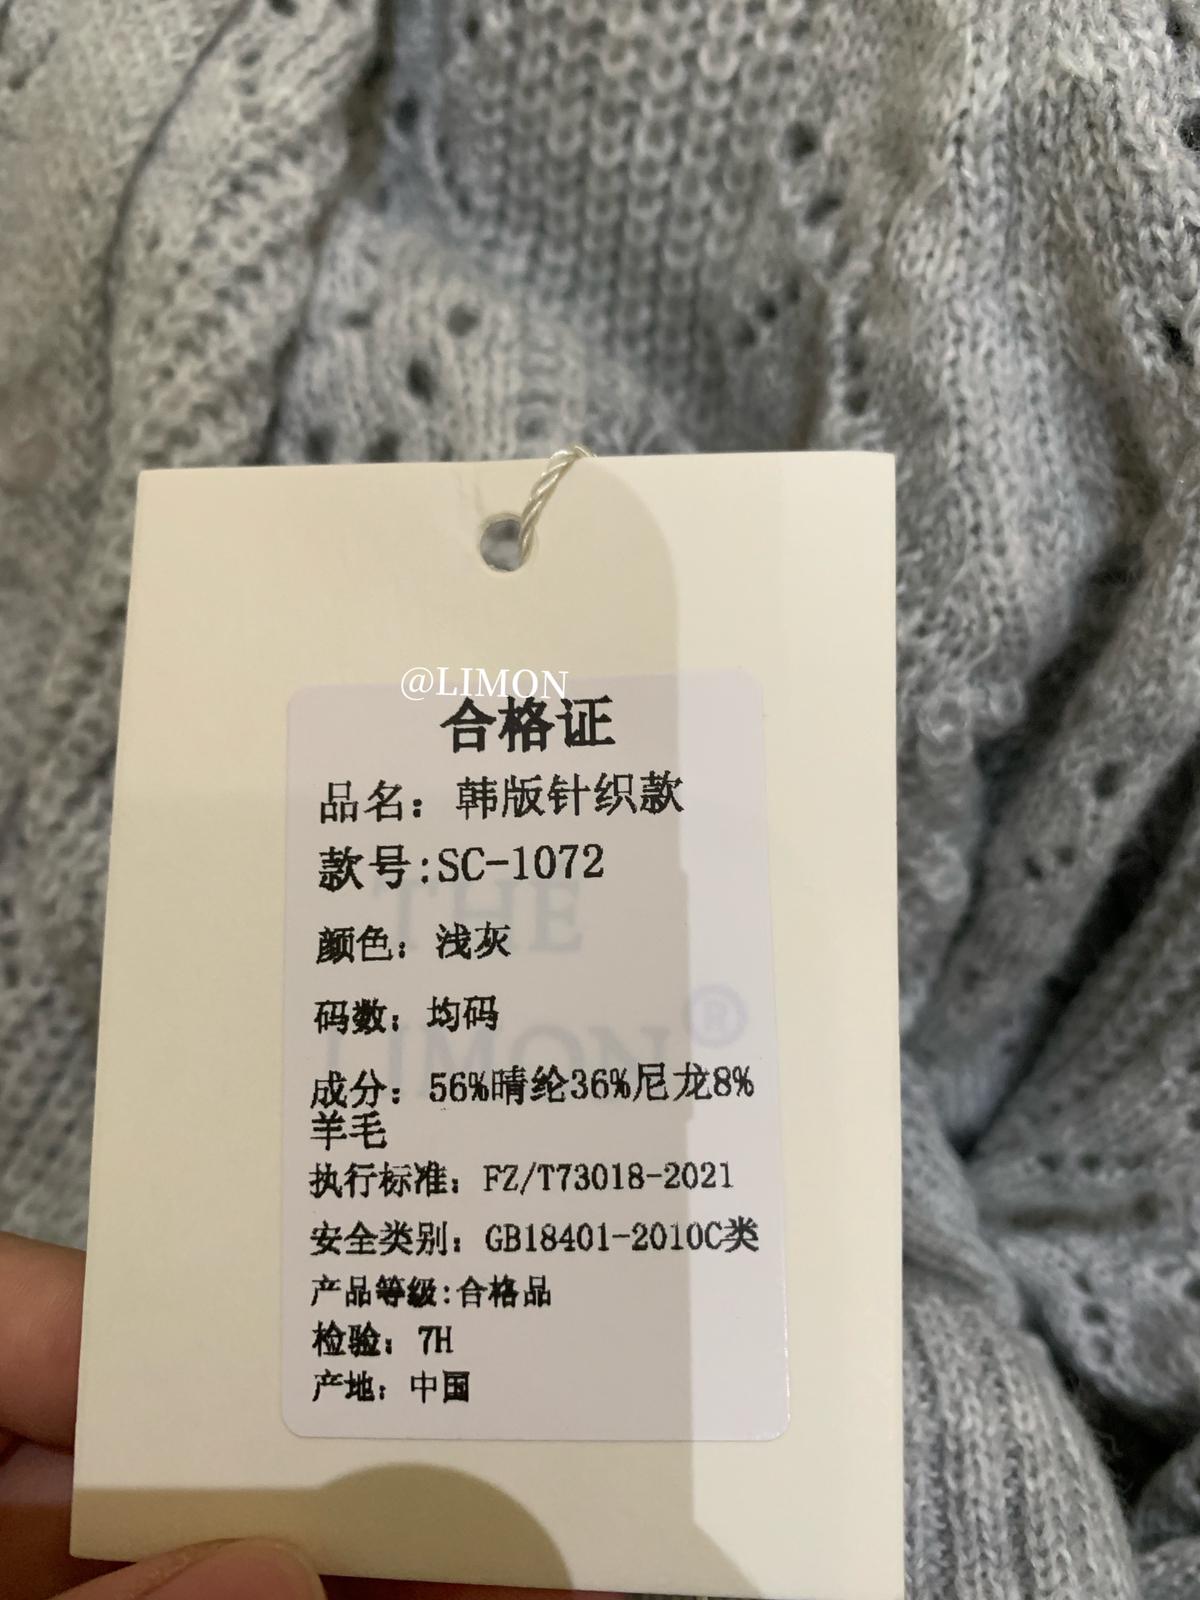 @LIMON
合格证
品名：韩版针织款
款号:SC-1072
颜色：浅灰
码数：均码
成分：56%晴纶36%尼龙8%
羊毛
执行标准：FZ/T73018-2021
安全类别：GB18401-2010C类
产品等级:合格品
检验：7H
产地：中国
THE
LIMON®